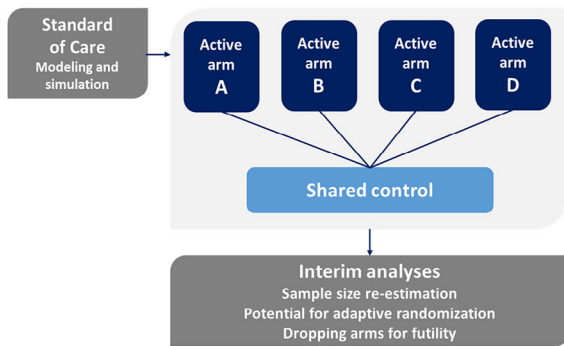 Standard
of Care
Modeling and
simulation
Active
arm
A
Active
arm
B
Active
arm
C
Active
arm
D
Shared control
Interim analyses
Sample size re-estimation
Potential for adaptive randomization
Dropping arms for futility